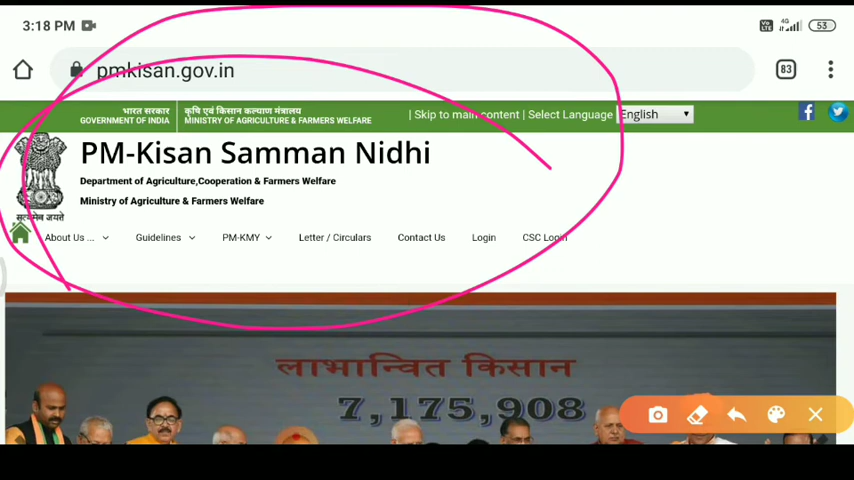 3:18 PM
Vo LTE 4G 53
pmkisan.gov.in
83
भारत सरकार
GOVERNMENT OF INDIA
कृषि एवं किसान कल्याण मंत्रालय
MINISTRY OF AGRICULTURE & FARMERS WELFARE
| Skip to main content | Select Language English
PM-Kisan Samman Nidhi
Department of Agriculture,Cooperation & Farmers Welfare
Ministry of Agriculture & Farmers Welfare
सत्यमेव जयते
About Us ... Guidelines PM-KMY Letter / Circulars Contact Us Login CSC Login
लाभान्वित किसान
7,175,908